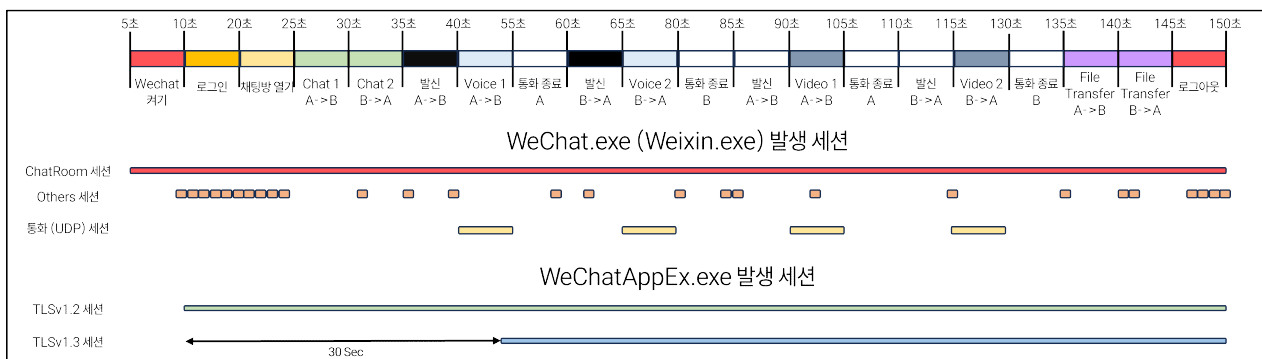 5초 10초 20초 25초 30초 35초 40초 55초 60초 65초 80초 85초 90초 105초 115초 130초 135초 140초 145초 150초
Wechat
켜기
로그인
채팅방 열기
Chat 1
A->B
Chat 2
B->A
발신
A->B
Voice 1
A->B
통화 종료
A
발신
B->A
Voice 2
B->A
통화 종료
B
발신
A->B
Video 1
A->B
통화 종료
A
발신
B->A
Video 2
B->A
통화 종료
B
File
Transfer
A->B
File
Transfer
B->A
로그아웃
WeChat.exe (Weixin.exe) 발생 세션
ChatRoom 세션
Others 세션
통화 (UDP) 세션
WeChatAppEx.exe 발생 세션
TLSv1.2 세션
TLSv1.3 세션
30 Sec